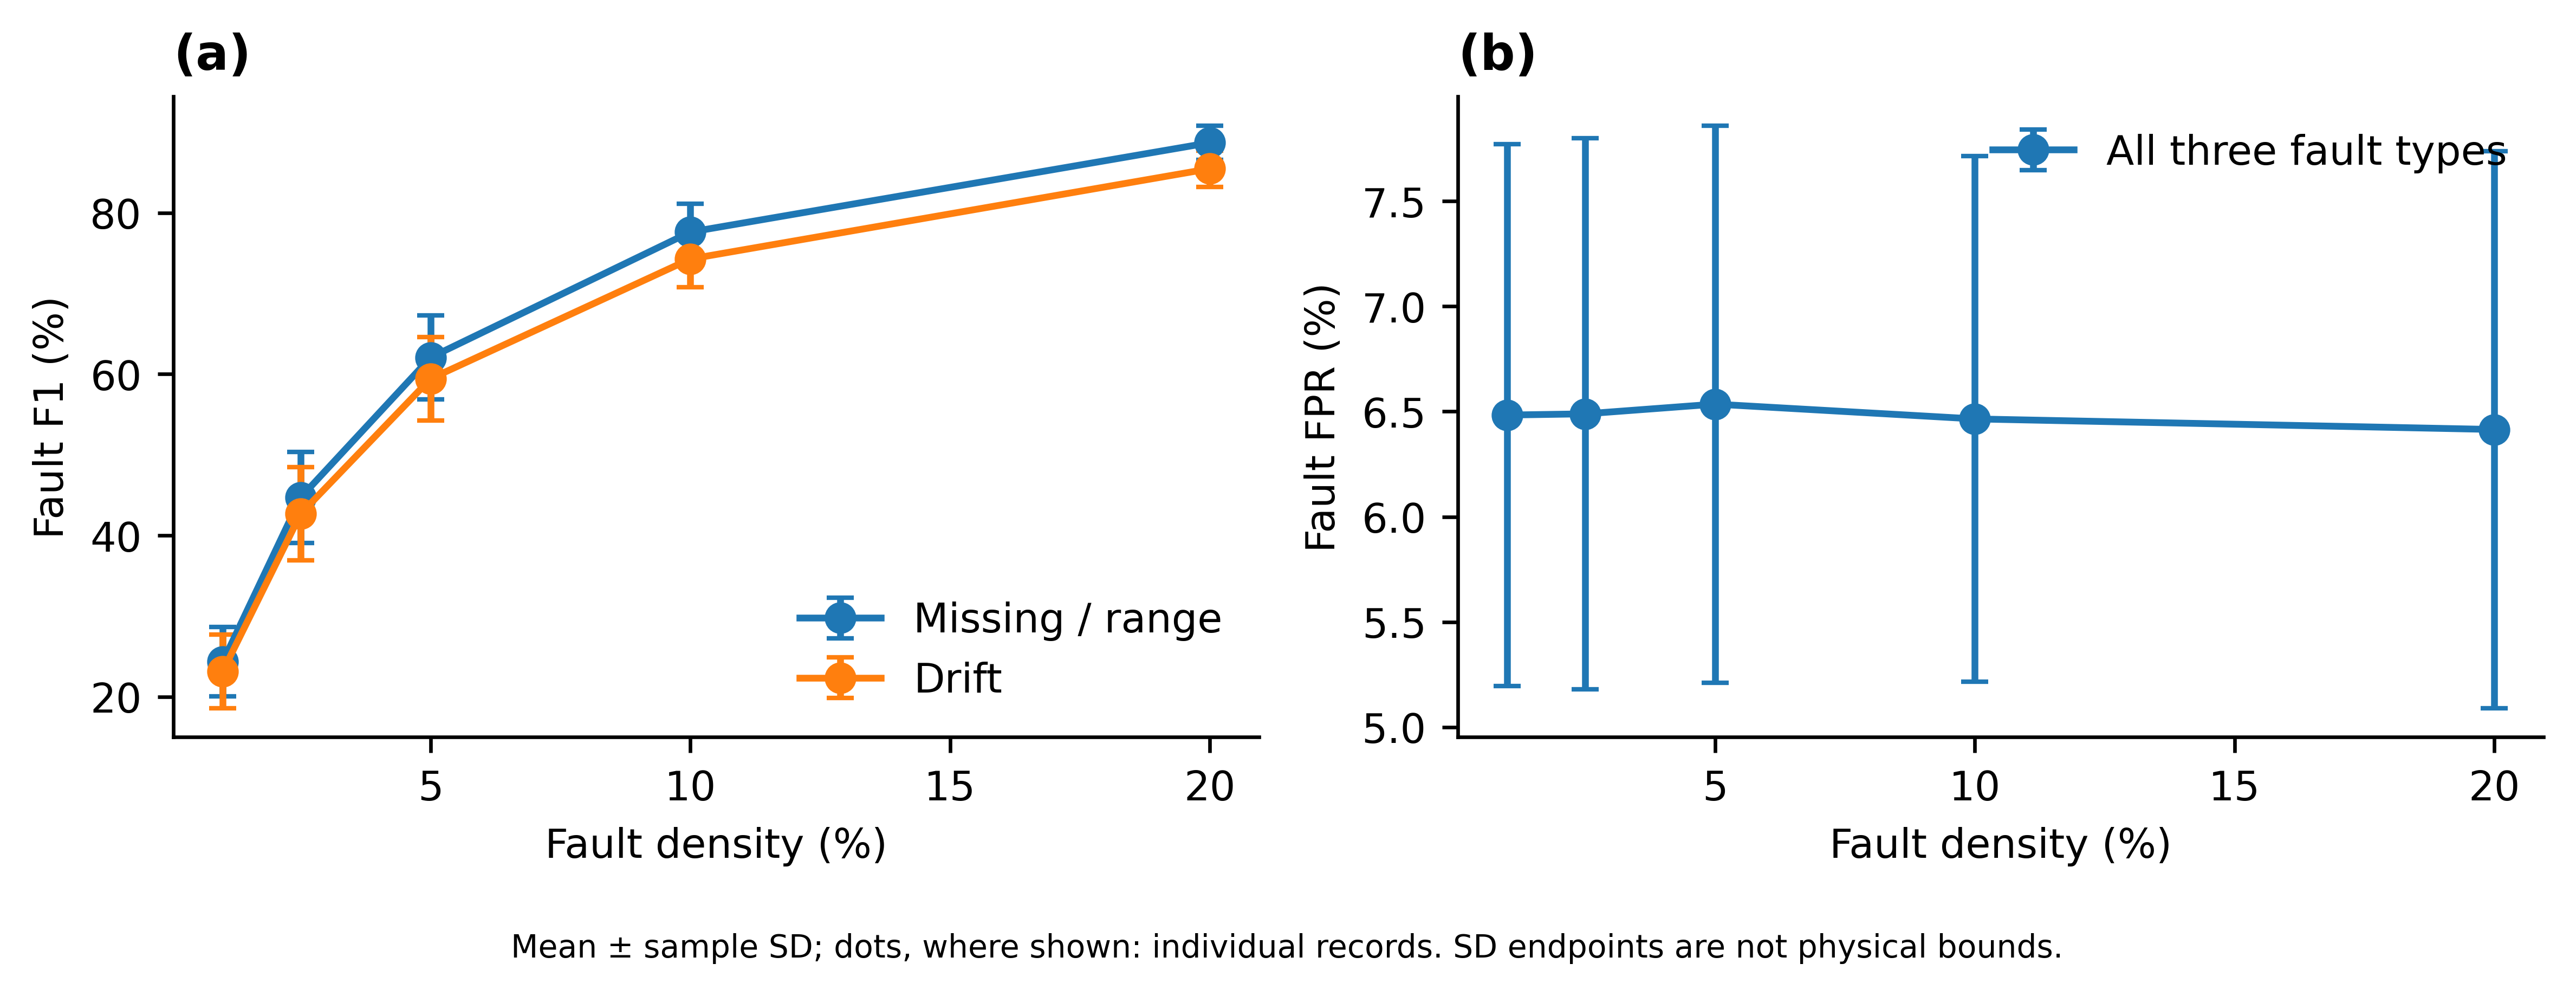 (a)
Fault F1 (%)
80
60
40
20
Missing / range
Drift
5
10
15
20
Fault density (%)
(b)
Fault FPR (%)
7.5
7.0
6.5
6.0
5.5
5.0
All three fault types
5
10
15
20
Fault density (%)
Mean ± sample SD; dots, where shown: individual records. SD endpoints are not physical bounds.